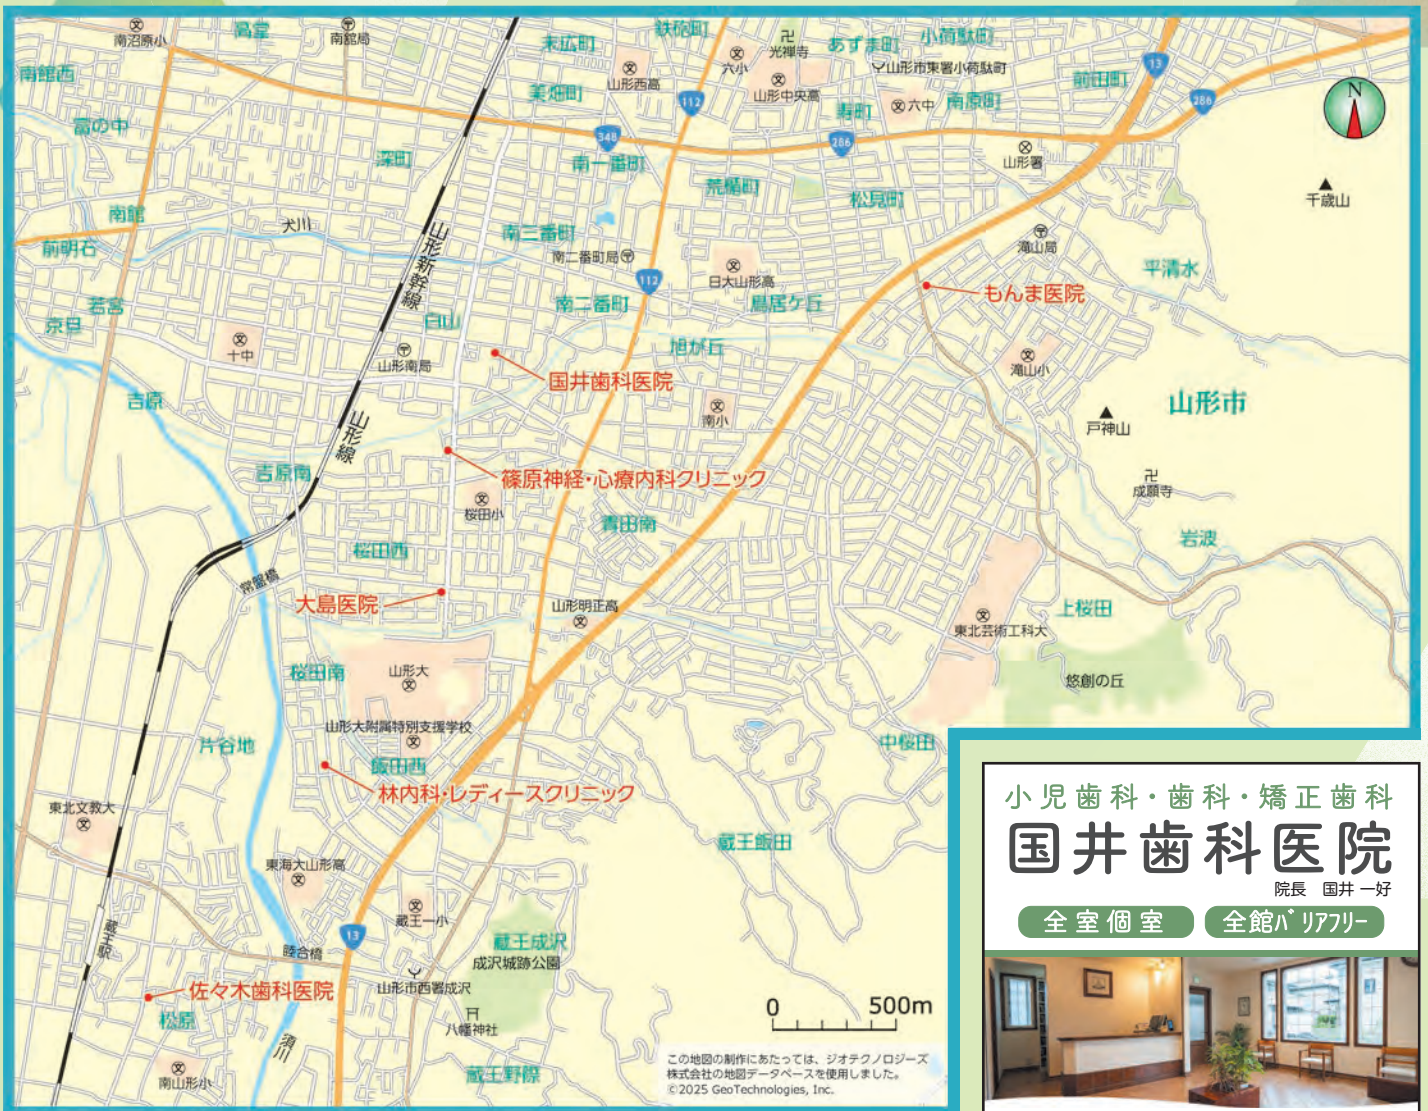 南沼原小
高堂
南舘局
末広町
鉄砲町
六小
光禅寺
あずま町
小荷駄町
山形市東署小荷駄町
13
前田町
南館西
山形西高
美畑町
山形中央高
寿町
六中
南原町
112
286
N
富の中
深町
348
南一番町
286
山形署
荒楯町
松見町
千歳山
南館
犬川
前明石
山形新幹線
南三番町
南二番町局
112
日大山形高
滝山局
平清水
若宮
京田
白山
南二番町
鳥居ケ丘
もんま医院
十中
山形南局
旭が丘
滝山小
国井歯科医院
吉原
山形線
南小
山形市
戸神山
吉原南
篠原神経・心療内科クリニック
桜田小
成願寺
青田南
桜田西
岩波
常盤橋
大島医院
山形明正高
上桜田
東北芸術工科大
桜田南
山形大
悠創の丘
山形大附属特別支援学校
片谷地
飯田西
中桜田
林内科・レディースクリニック
東北文教大
蔵王飯田
東海大山形高
蔵王一小
13
蔵王駅
睦合橋
蔵王成沢
成沢城跡公園
佐々木歯科医院
山形市西署成沢
松原
八幡神社
須川
南山形小
蔵王野際
0 500m
この地図の制作にあたっては、ジオテクノロジーズ
株式会社の地図データベースを使用しました。
©2025 GeoTechnologies, Inc.
小児歯科・歯科・矯正歯科
国井歯科医院
院長 国井 一好
全室個室 全館バリアフリー